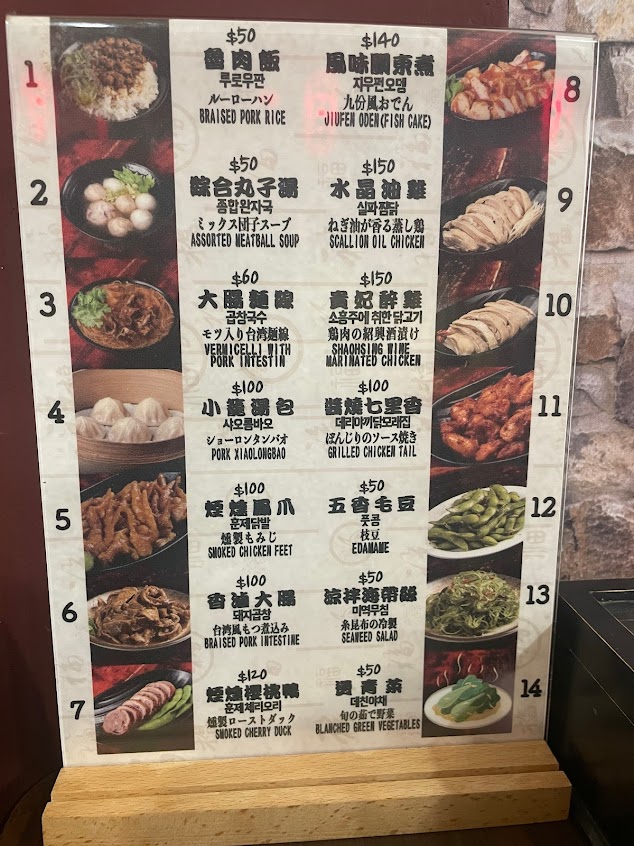 1
$50
魯肉飯
루로우판
ルーローハン
BRAISED PORK RICE
2
$50
綜合丸子湯
종합완자국
ミックス団子スープ
ASSORTED MEATBALL SOUP
3
$60
大腸麵線
곱창국수
モツ入り台湾麺線
VERMICELLI WITH
PORK INTESTIN
4
$100
小籠湯包
샤오롱바오
ショーロンタンバオ
PORK XIAOLONGBAO
5
$100
煙燻鳳爪
훈제닭발
燻製もみじ
SMOKED CHICKEN FEET
6
$100
香滷大腸
돼지곱창
台湾風もつ煮込み
BRAISED PORK INTESTINE
7
$120
煙燻櫻桃鴨
훈제체리오리
燻製ローストダック
SMOKED CHERRY DUCK
8
$140
風味關東煮
지우펀오뎅
九份風おでん
JIUFEN ODEN(FISH CAKE)
9
$150
水晶油雞
실파찜닭
ねぎ油が香る蒸し鶏
SCALLION OIL CHICKEN
10
$150
貴妃醉雞
소흥주에 취한 닭고기
鶏肉の紹興酒漬け
SHAOHSING WINE
MARINATED CHICKEN
11
$100
醬燒七里香
데리야끼닭모래집
ぼんじりのソース焼き
GRILLED CHICKEN TAIL
12
$50
五香毛豆
풋콩
枝豆
EDAMAME
13
$50
涼拌海帶絲
미역무침
糸昆布の冷製
SEAWEED SALAD
14
$50
燙青菜
데친야채
旬の茹で野菜
BLANCHED GREEN VEGETABLES